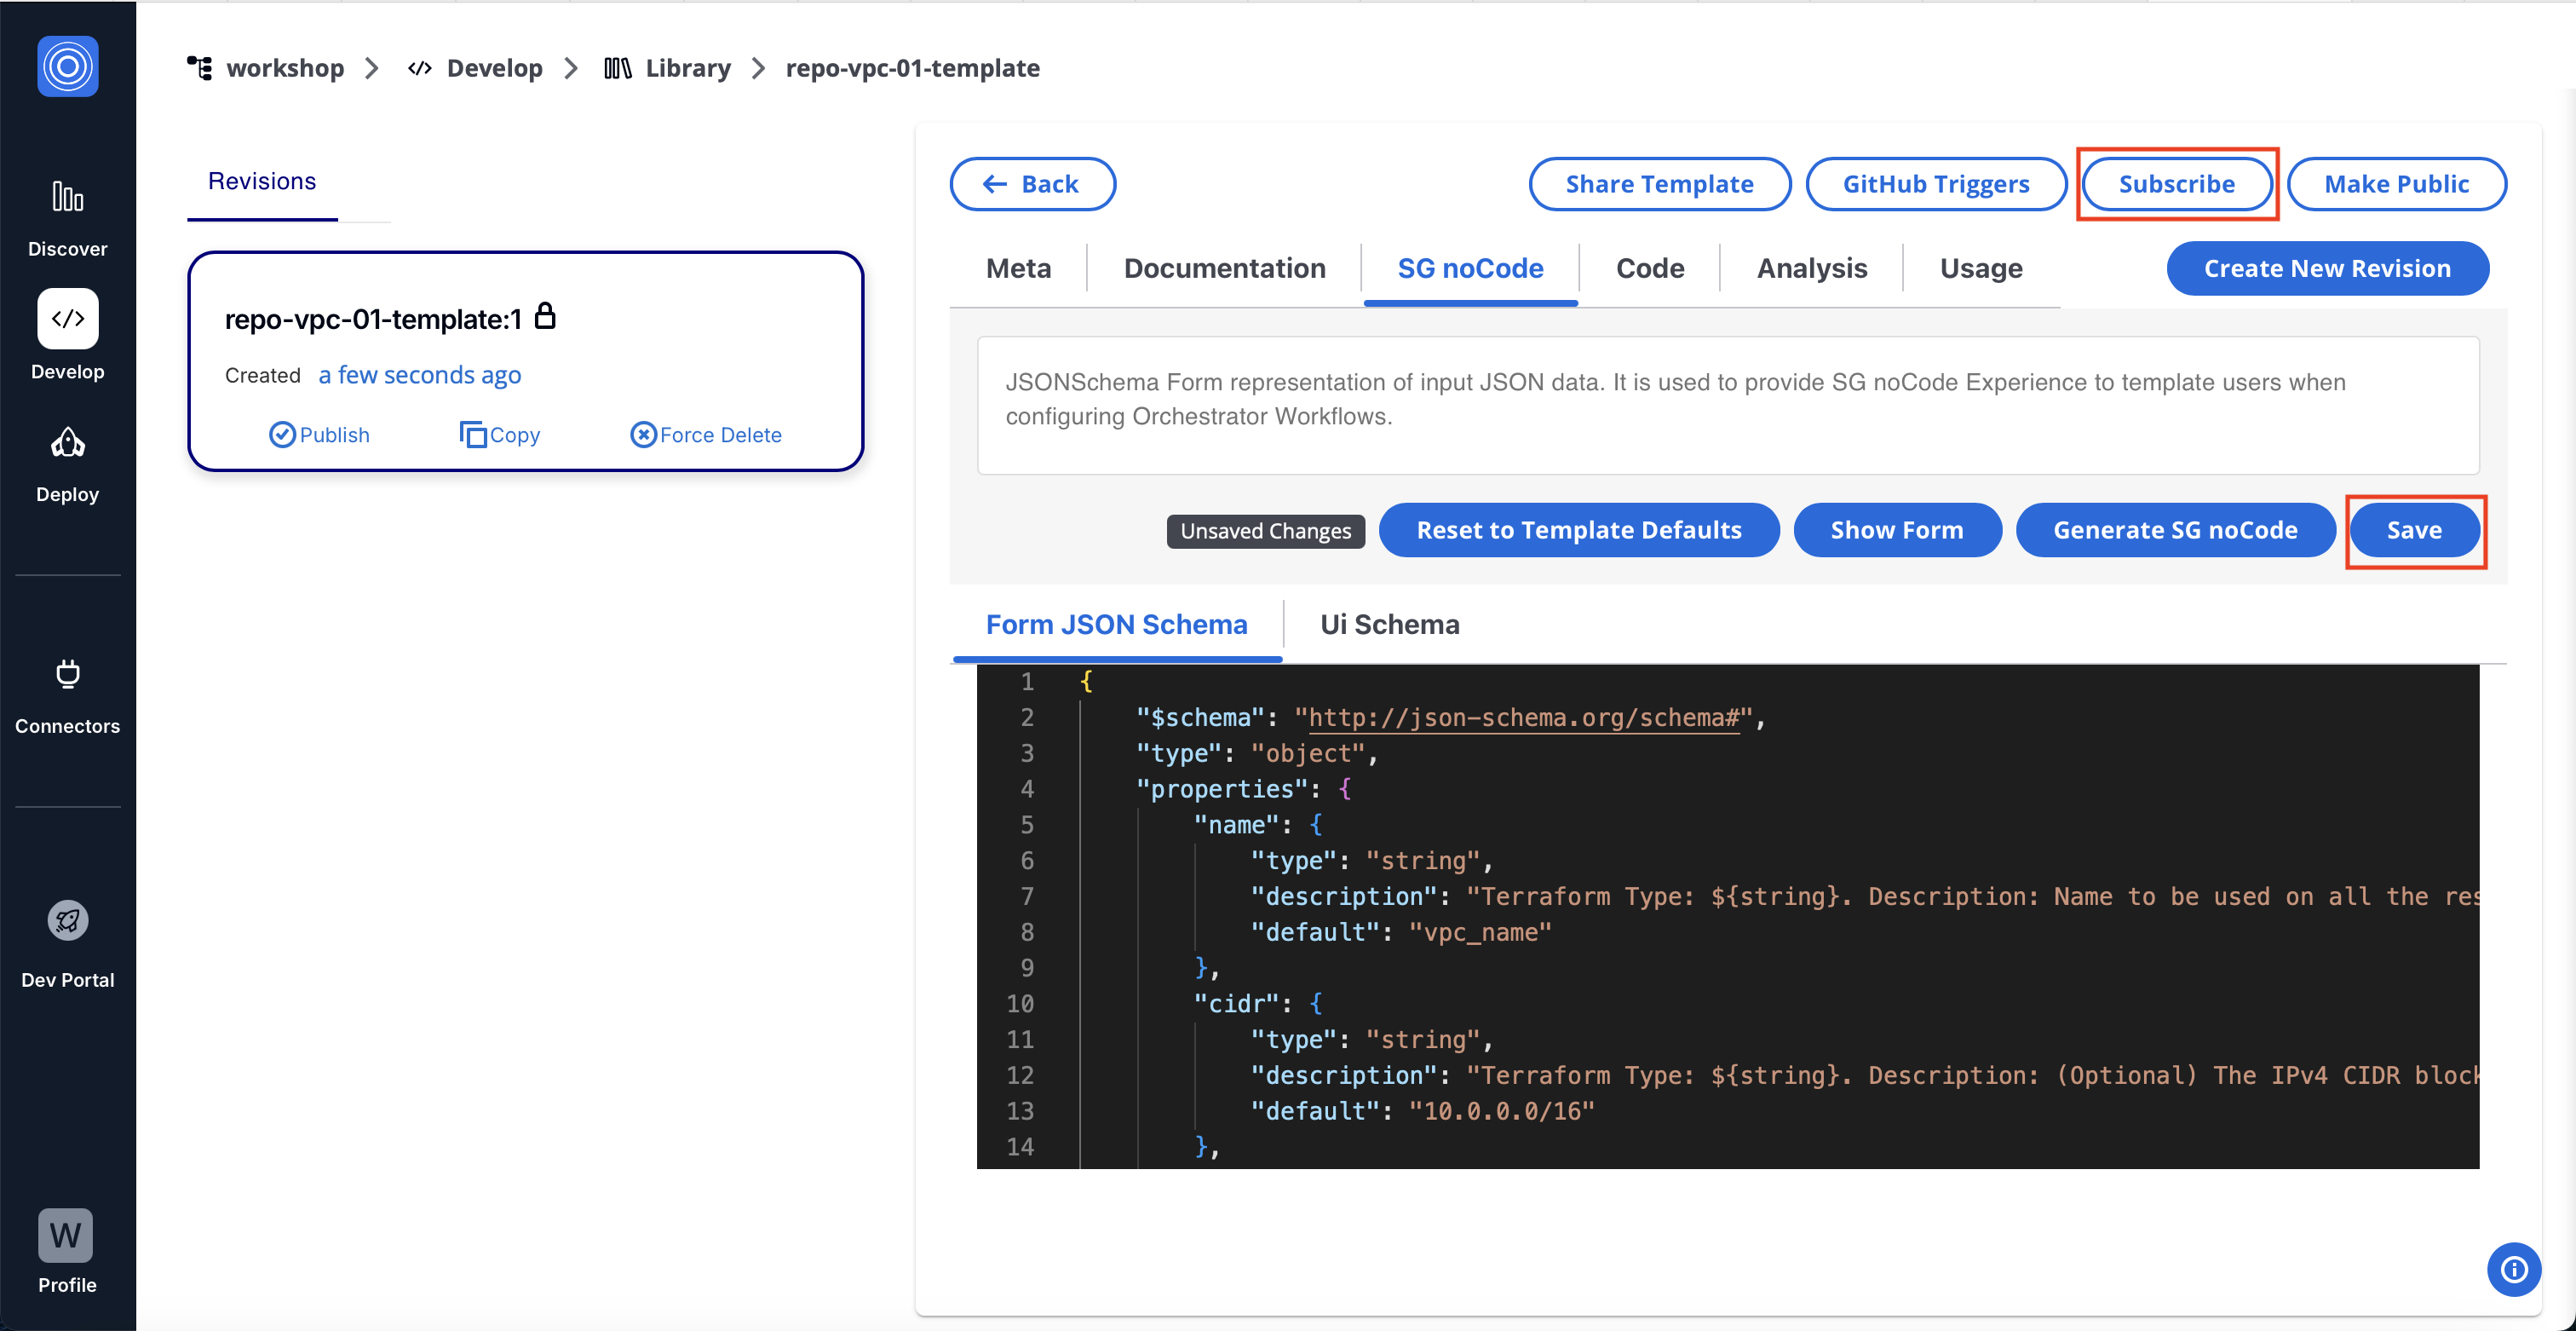 workshop > </> Develop > Library > repo-vpc-01-template
Discover
Develop
Deploy
Connectors
Dev Portal
W
Profile
Revisions
repo-vpc-01-template:1
Created a few seconds ago
Publish Copy Force Delete
Back Share Template GitHub Triggers Subscribe Make Public
Meta Documentation SG noCode Code Analysis Usage Create New Revision
JSONSchema Form representation of input JSON data. It is used to provide SG noCode Experience to template users when
configuring Orchestrator Workflows.
Unsaved Changes Reset to Template Defaults Show Form Generate SG noCode Save
Form JSON Schema Ui Schema
1 {
2 "$schema": "http://json-schema.org/schema#",
3 "type": "object",
4 "properties": {
5 "name": {
6 "type": "string",
7 "description": "Terraform Type: ${string}. Description: Name to be used on all the res
8 "default": "vpc_name"
9 },
10 "cidr": {
11 "type": "string",
12 "description": "Terraform Type: ${string}. Description: (Optional) The IPv4 CIDR block
13 "default": "10.0.0.0/16"
14 },